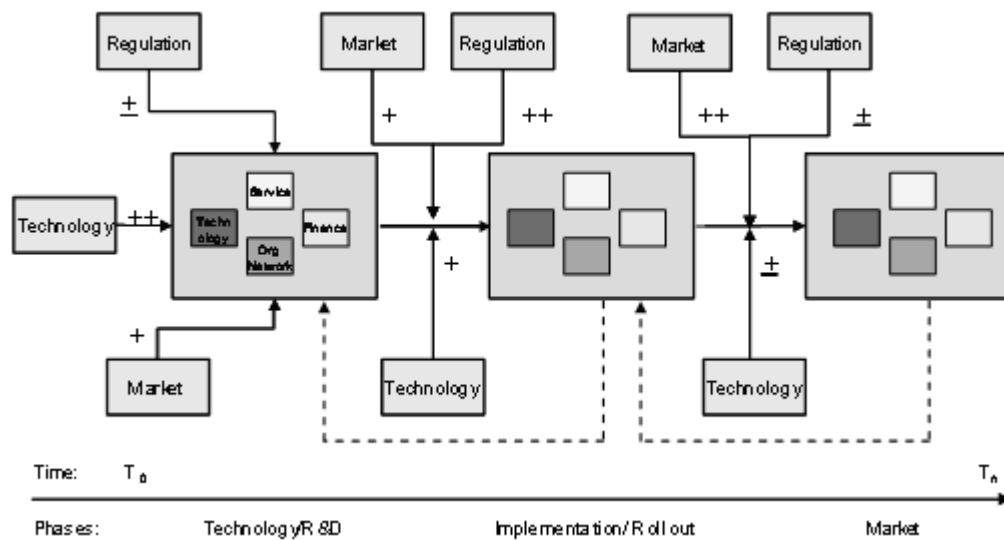 Regulation
Market
Regulation
Market
Regulation
±
+
++
++
±
Service
Technology
++
Techn
ology
Finance
Org
Network
+
±
+
Market
Technology
Technology
Time:
T₀
Tₙ
Phases:
Technology/R&D
Implementation/Roll out
Market